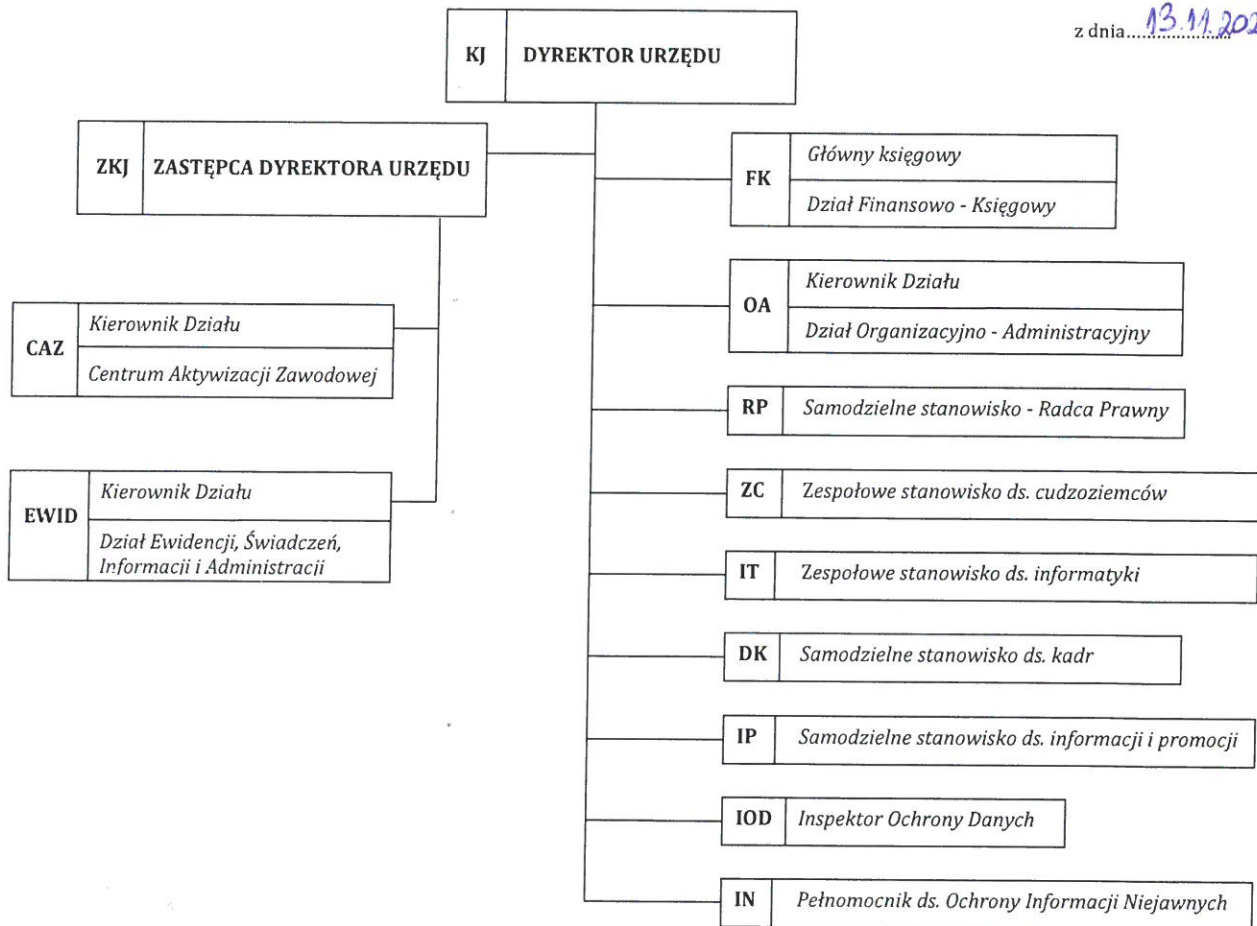 z dnia...13.11.202
KJ DYREKTOR URZĘDU
ZKJ ZASTĘPCA DYREKTORA URZĘDU
CAZ
Kierownik Działu
Centrum Aktywizacji Zawodowej
EWID
Kierownik Działu
Dział Ewidencji, Świadczeń,
Informacji i Administracji
FK
Główny księgowy
Dział Finansowo - Księgowy
OA
Kierownik Działu
Dział Organizacyjno - Administracyjny
RP Samodzielne stanowisko - Radca Prawny
ZC Zespołowe stanowisko ds. cudzoziemców
IT Zespołowe stanowisko ds. informatyki
DK Samodzielne stanowisko ds. kadr
IP Samodzielne stanowisko ds. informacji i promocji
IOD Inspektor Ochrony Danych
IN Pełnomocnik ds. Ochrony Informacji Niejawnych